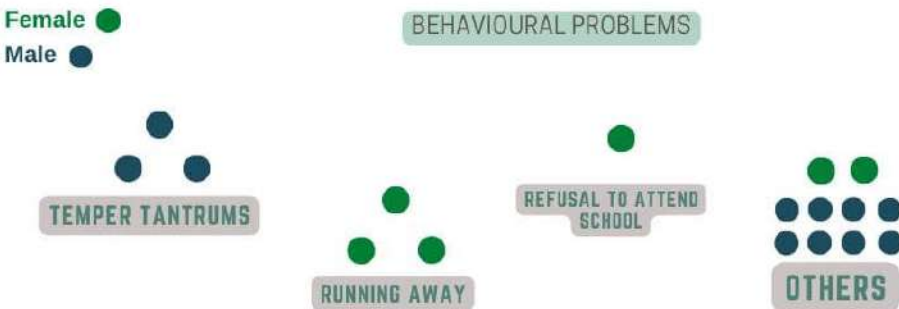 Female
Male
BEHAVIOURAL PROBLEMS
TEMPER TANTRUMS
RUNNING AWAY
REFUSAL TO ATTEND
SCHOOL
OTHERS